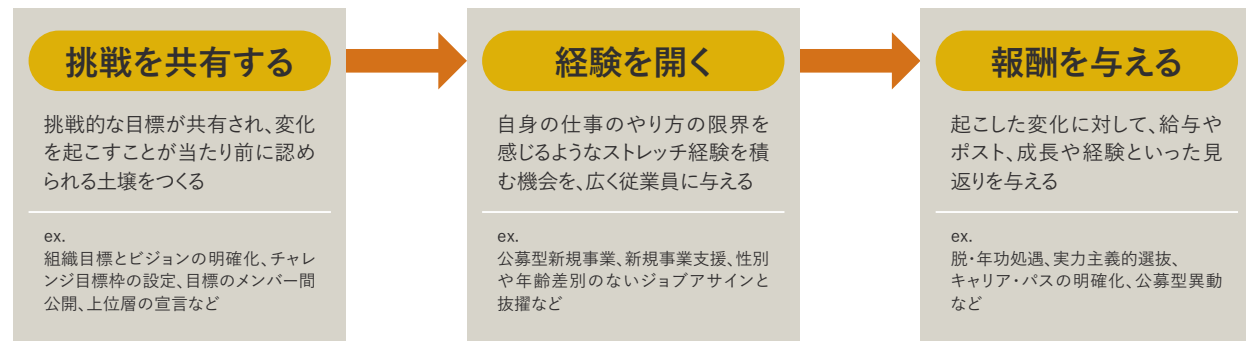 挑戦を共有する
挑戦的な目標が共有され、変化
を起こすことが当たり前に認め
られる土壌をつくる
ex.
組織目標とビジョンの明確化、チャレ
ンジ目標枠の設定、目標のメンバー間
公開、上位層の宣言など
経験を開く
自身の仕事のやり方の限界を
感じるようなストレッチ経験を積
む機会を、広く従業員に与える
ex.
公募型新規事業、新規事業支援、性別
や年齢差別のないジョブアサインと
抜擢など
報酬を与える
起こした変化に対して、給与や
ポスト、成長や経験といった見
返りを与える
ex.
脱・年功処遇、実力主義的選抜、
キャリア・パスの明確化、公募型異動
など